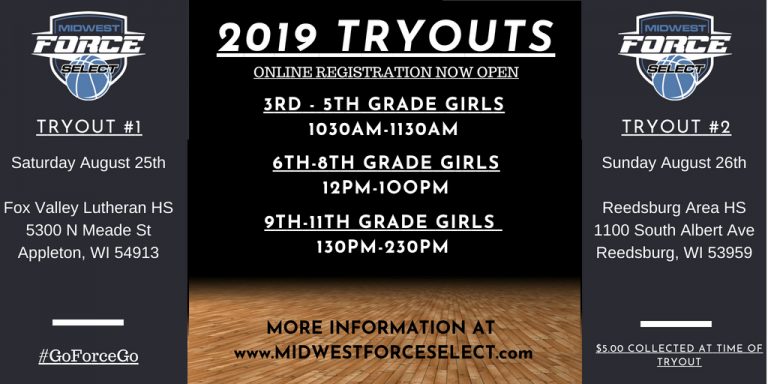 MIDWEST
FORCE
SELECT
TRYOUT #1
Saturday August 25th
Fox Valley Lutheran HS
5300 N Meade St
Appleton, WI 54913
#GoForceGo
2019 TRYOUTS
ONLINE REGISTRATION NOW OPEN
3RD - 5TH GRADE GIRLS
1030AM-1130AM
6TH-8TH GRADE GIRLS
12PM-100PM
9TH-11TH GRADE GIRLS
130PM-230PM
MORE INFORMATION AT
www.MIDWESTFORCESELECT.com
MIDWEST
FORCE
SELECT
TRYOUT #2
Sunday August 26th
Reedsburg Area HS
1100 South Albert Ave
Reedsburg, WI 53959
$5.00 COLLECTED AT TIME OF
TRYOUT